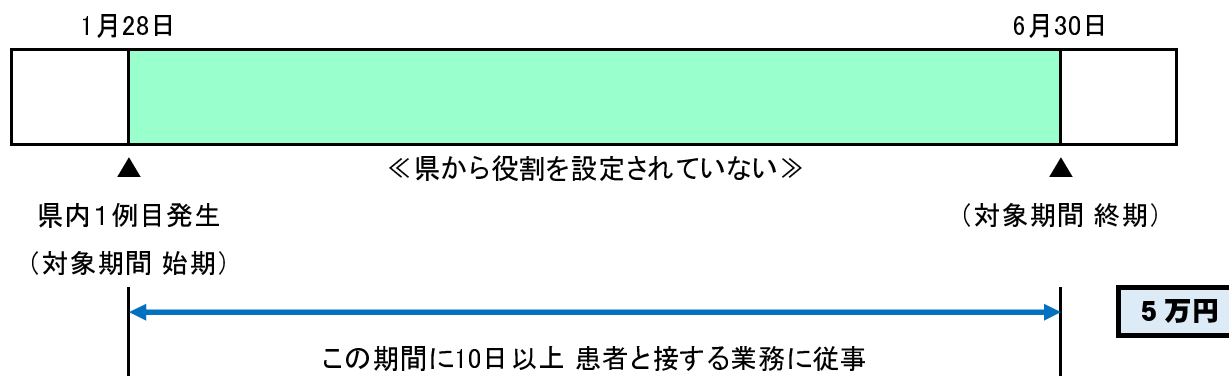 1月28日
6月30日
≪県から役割を設定されていない≫
県内１例目発生
（対象期間 始期）
（対象期間 終期）
５万円
この期間に10日以上 患者と接する業務に従事